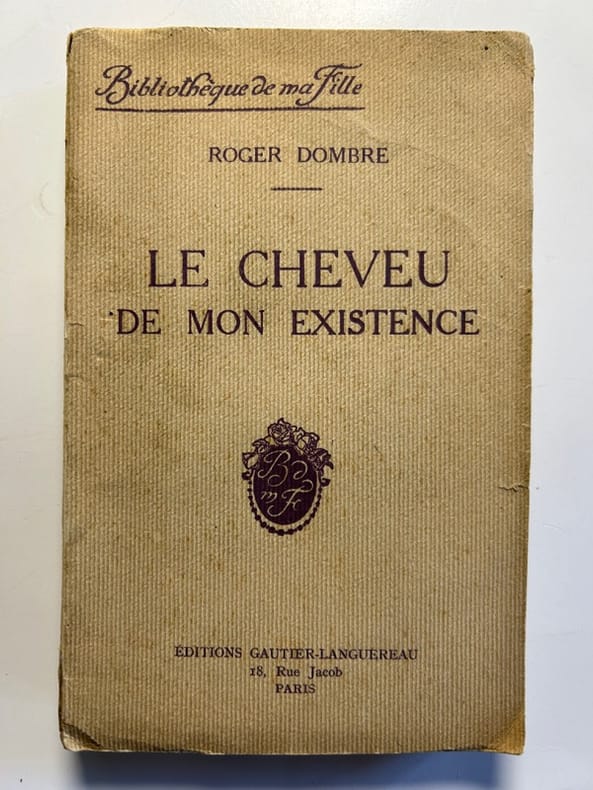 Bibliothèque de ma Fille
ROGER DOMBRE
LE CHEVEU
DE MON EXISTENCE
B d
m F
ÉDITIONS GAUTIER-LANGUEREAU
18, Rue Jacob
PARIS